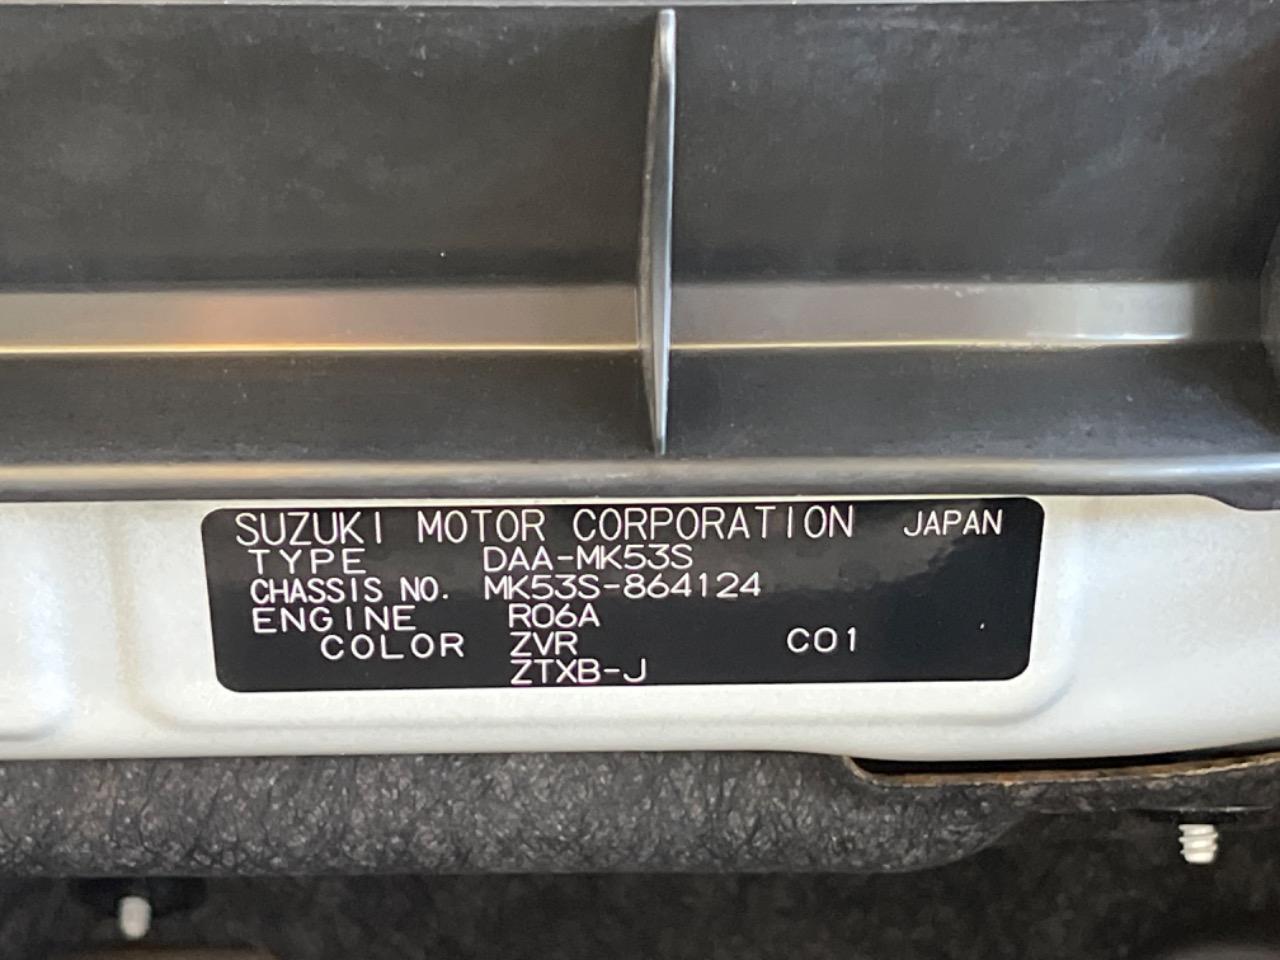 SUZUKI MOTOR CORPORATION JAPAN
TYPE DAA-MK53S
CHASSIS NO. MK53S-864124
ENGINE R06A
COLOR ZVR C01
ZTXB-J